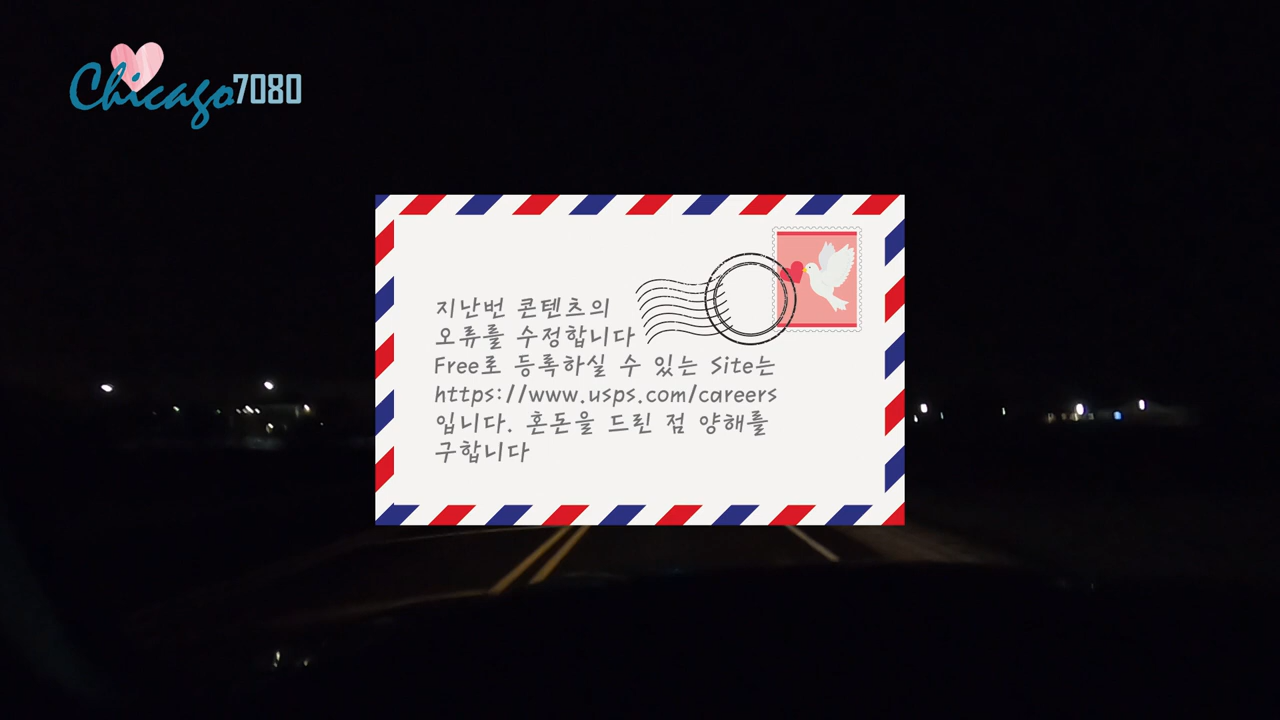 Chicago7080
지난번 콘텐츠의
오류를 수정합니다
Free로 등록하실 수 있는 Site는
https://www.usps.com/careers
입니다. 혼돈을 드린 점 양해를
구합니다